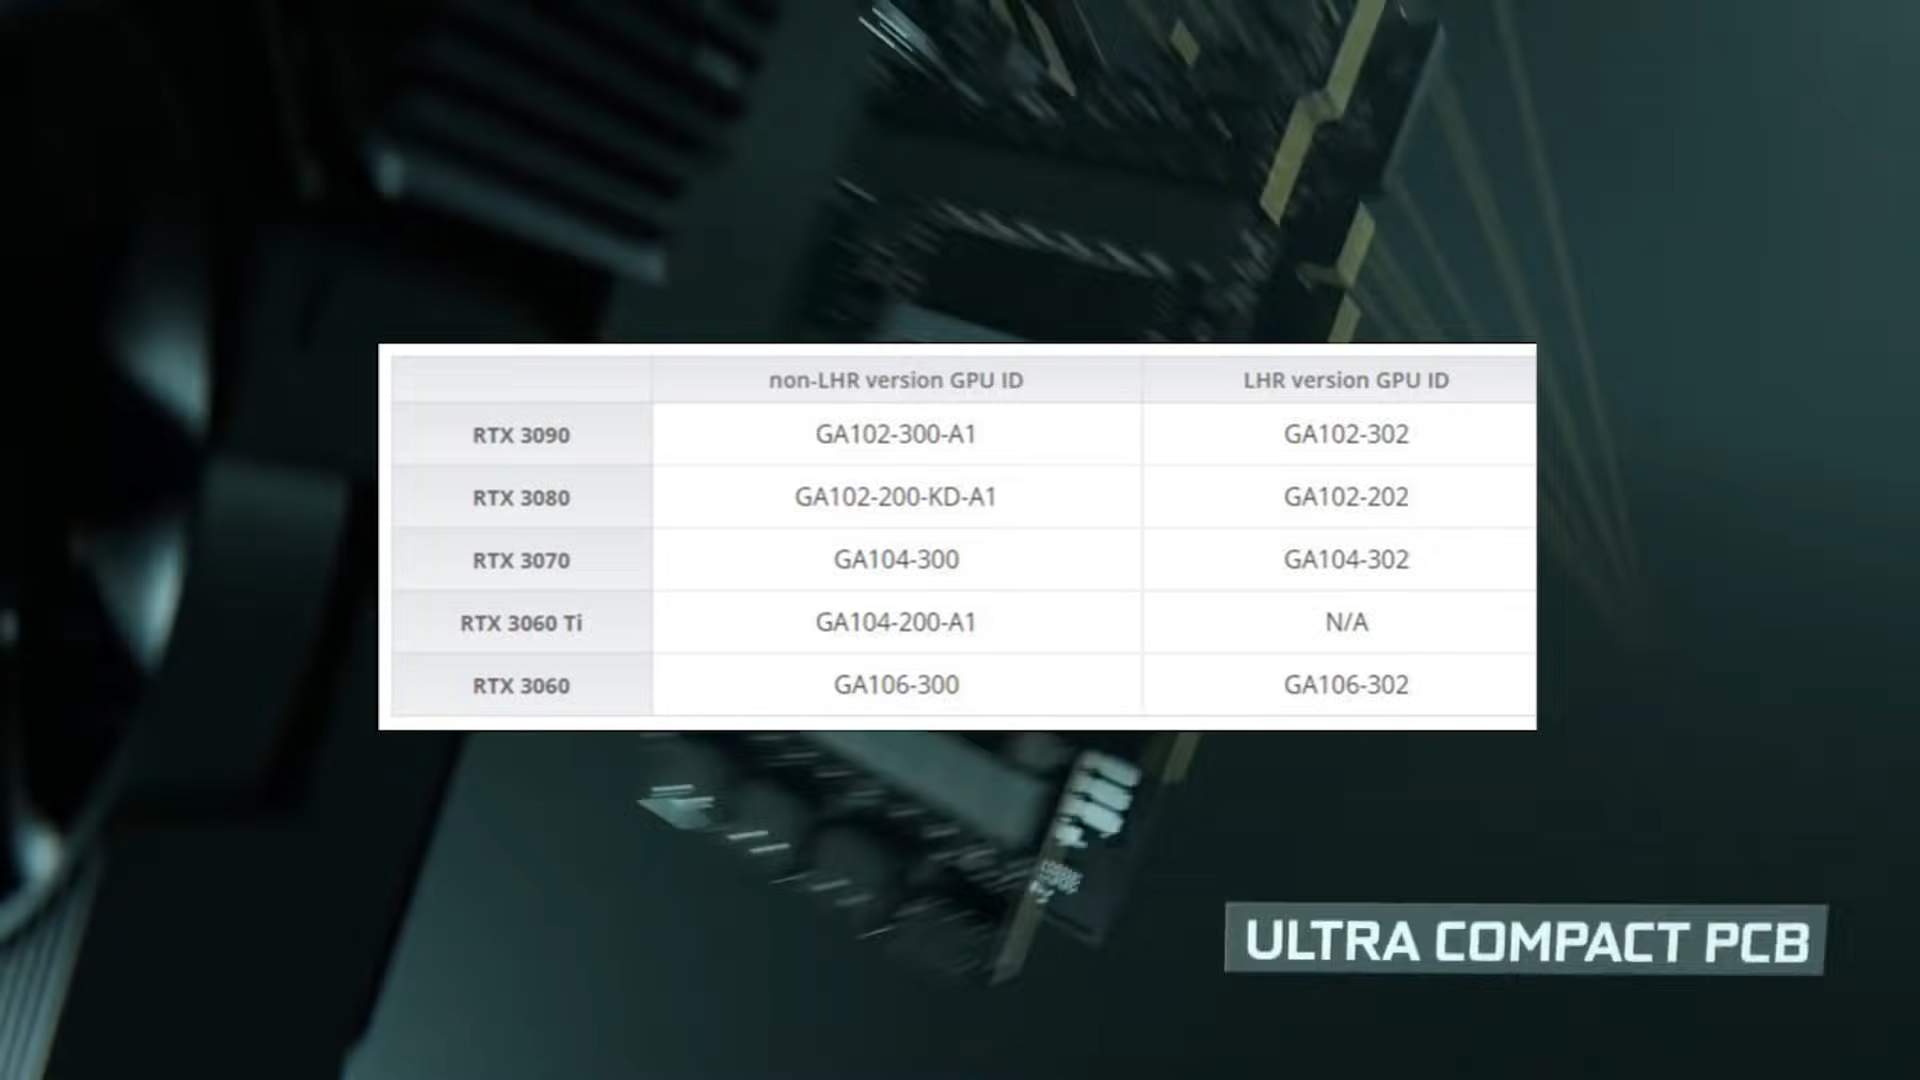 non-LHR version GPU ID LHR version GPU ID
RTX 3090 GA102-300-A1 GA102-302
RTX 3080 GA102-200-KD-A1 GA102-202
RTX 3070 GA104-300 GA104-302
RTX 3060 Ti GA104-200-A1 N/A
RTX 3060 GA106-300 GA106-302
ULTRA COMPACT PCB